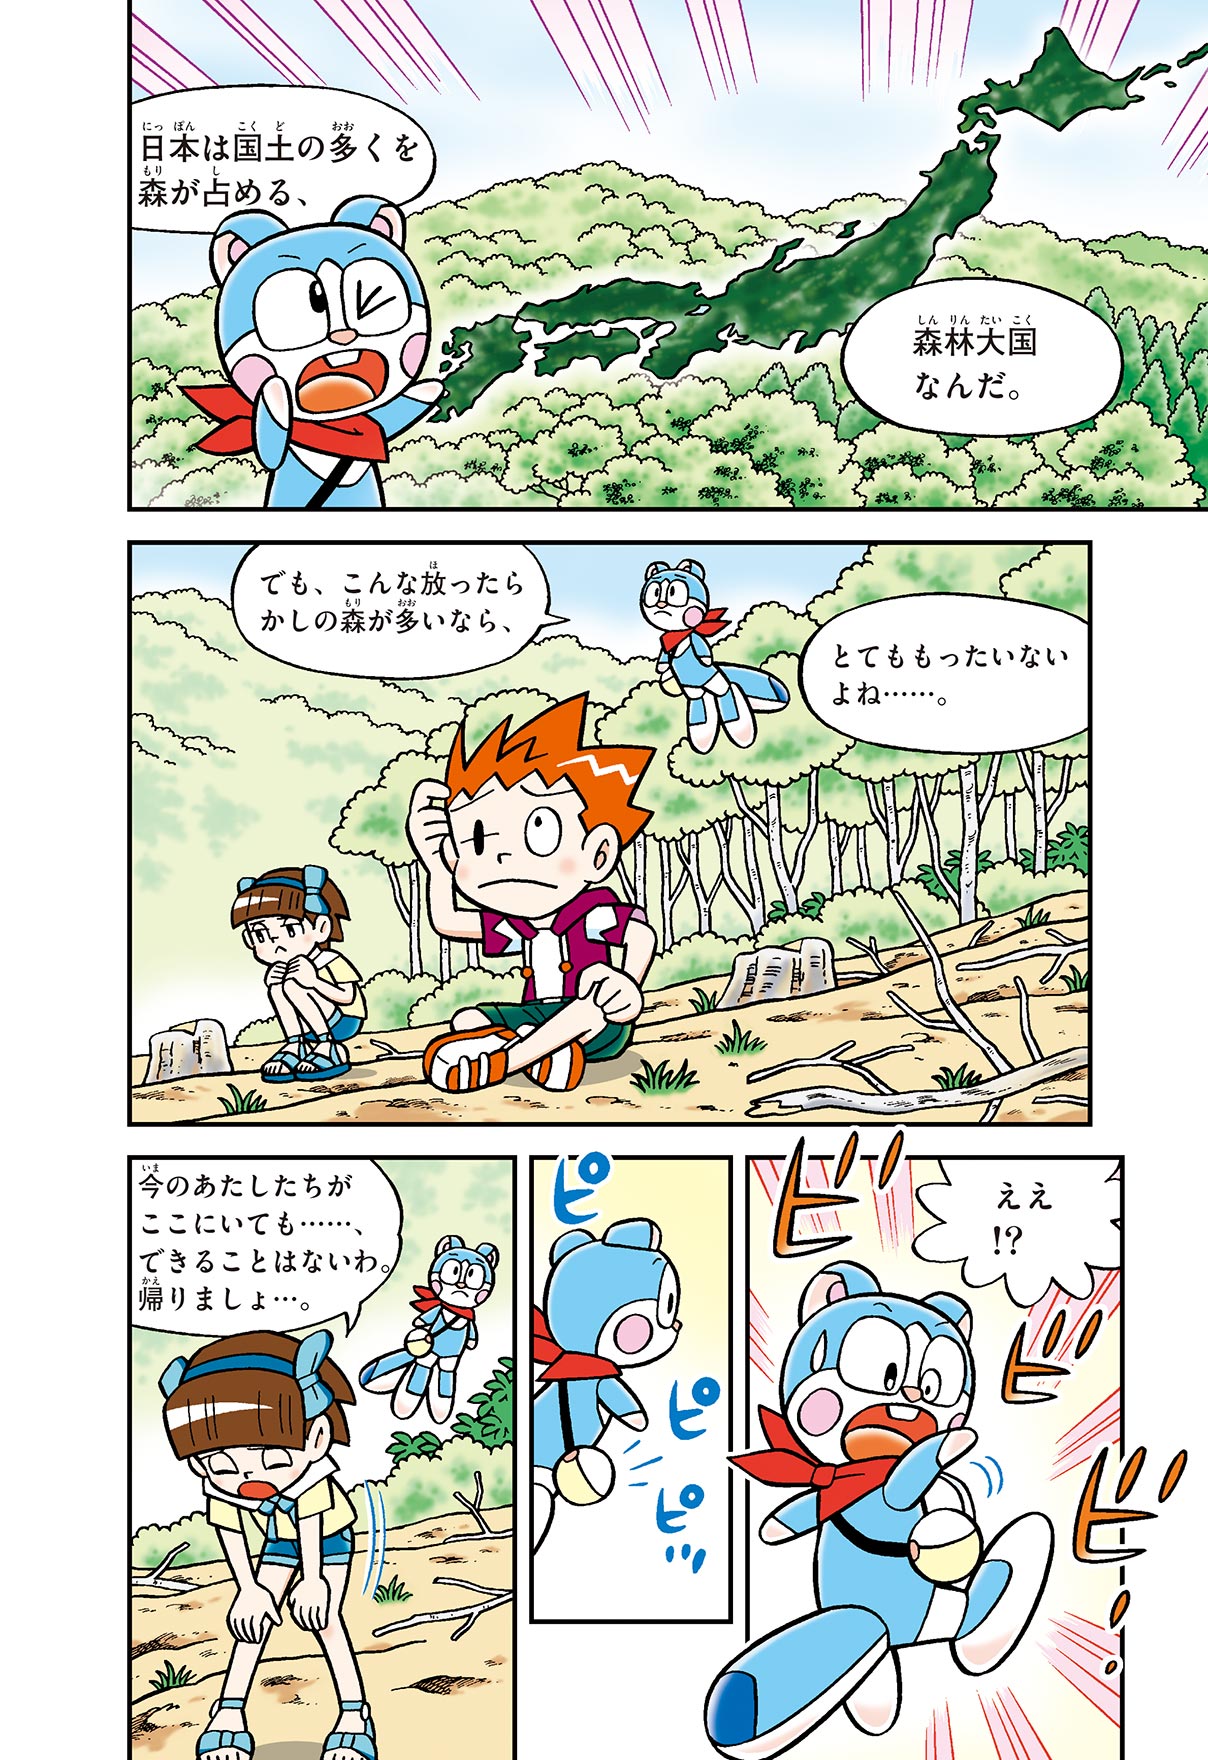 日本は国土の多くを
森が占める、
森林大国
なんだ。
でも、こんな放ったら
かしの森が多いなら、
とてももったいない
よね……。
今のあたしたちが
ここにいても……、
できることはないわ。
帰りましょ…。
ピ
ピ
ピッ
ええ
!?
ビ
ビ
ビ